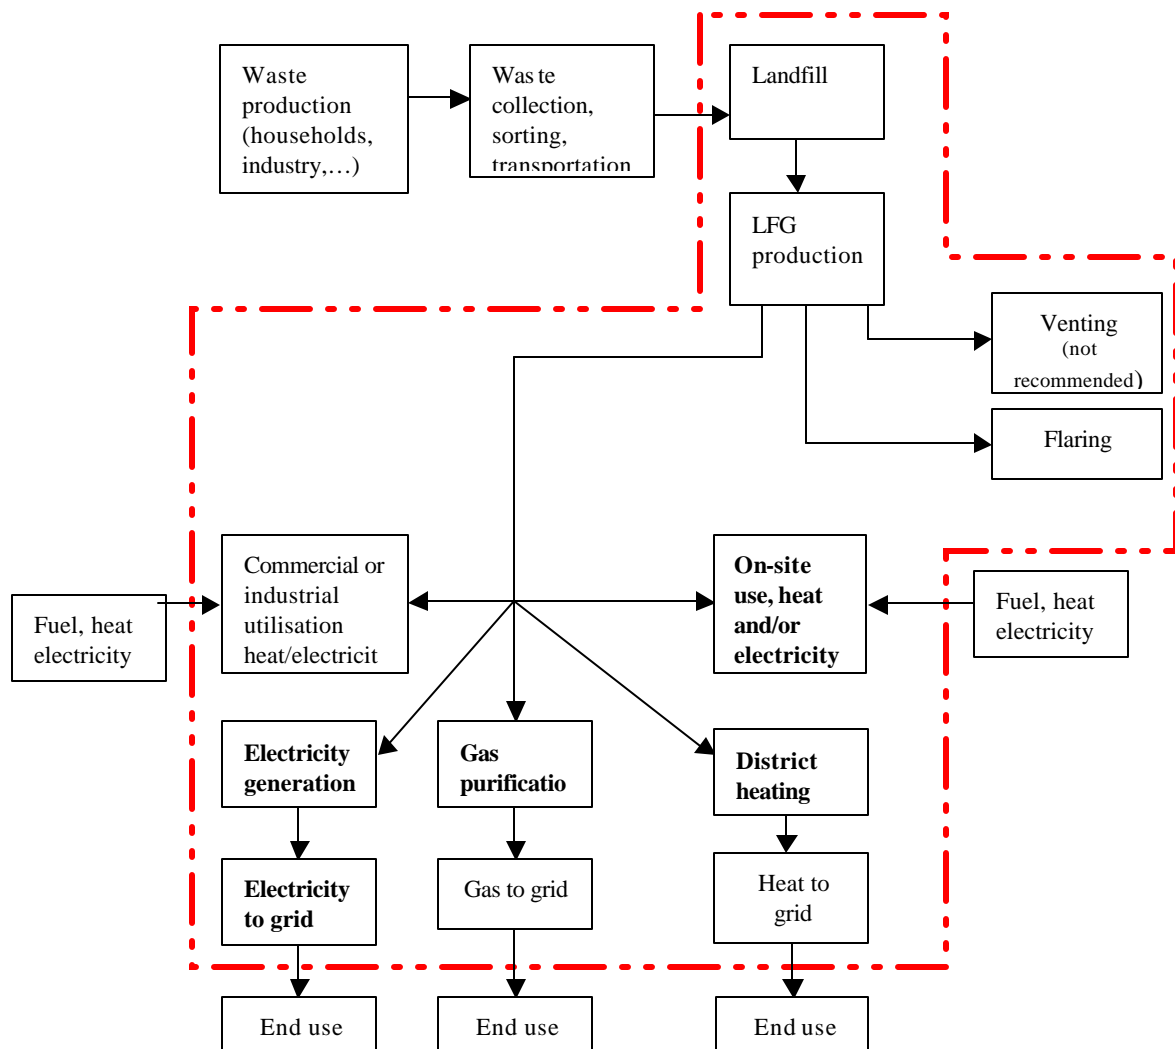 Waste
production
(households,
industry,…)
Waste
collection,
sorting,
transportation
Landfill
LFG
production
Venting
(not
recommended)
Flaring
Commercial or
industrial
utilisation
heat/electricit
On-site
use, heat
and/or
electricity
Fuel, heat
electricity
Fuel, heat
electricity
Electricity
generation
Gas
purificatio
District
heating
Electricity
to grid
Gas to grid
Heat to
grid
End use
End use
End use